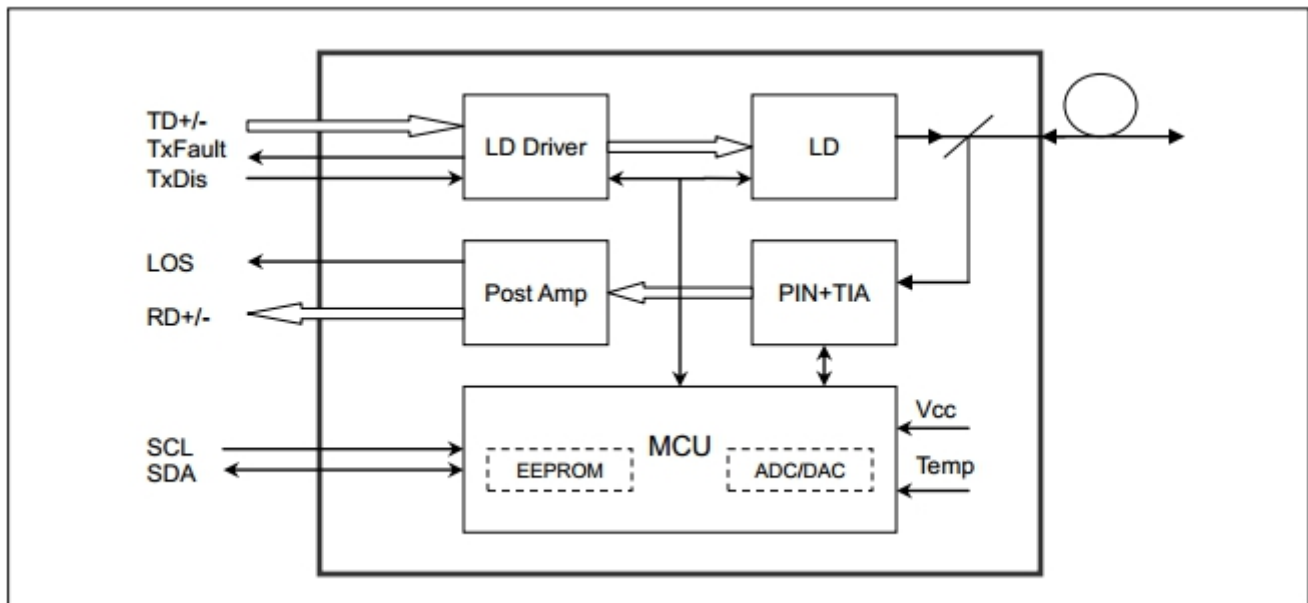 TD+/-
TxFault
TxDis
LD Driver
LD
LOS
RD+/-
Post Amp
PIN+TIA
SCL
SDA
MCU
EEPROM
ADC/DAC
Vcc
Temp